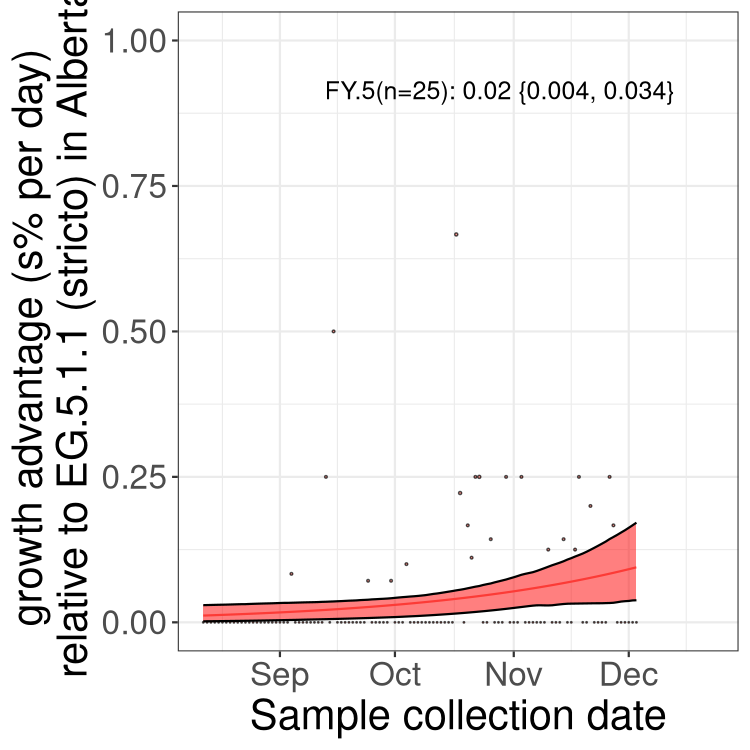 growth advantage (s% per day)
relative to EG.5.1.1 (stricto) in Alberta
1.00
0.75
0.50
0.25
0.00
FY.5(n=25): 0.02 {0.004, 0.034}
Sep
Oct
Nov
Dec
Sample collection date